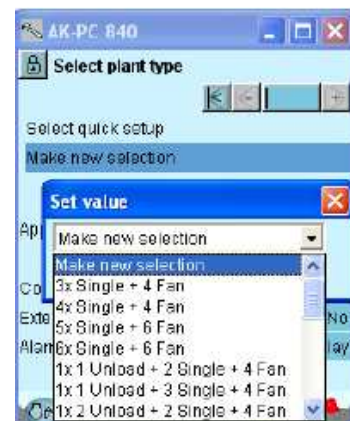 AK-PC 840
Select plant type
Select quick setup
Make new selection
Set value
Ap
Make new selection
Make new selection
3x Single + 4 Fan
4x Single + 4 Fan
5x Single + 6 Fan
6x Single + 6 Fan
1x 1 Unload + 2 Single + 4 Fan
1x 1 Unload + 3 Single + 4 Fan
1x 2 Unload + 2 Single + 4 Fan
Co
Exte
No
Alarm
lay